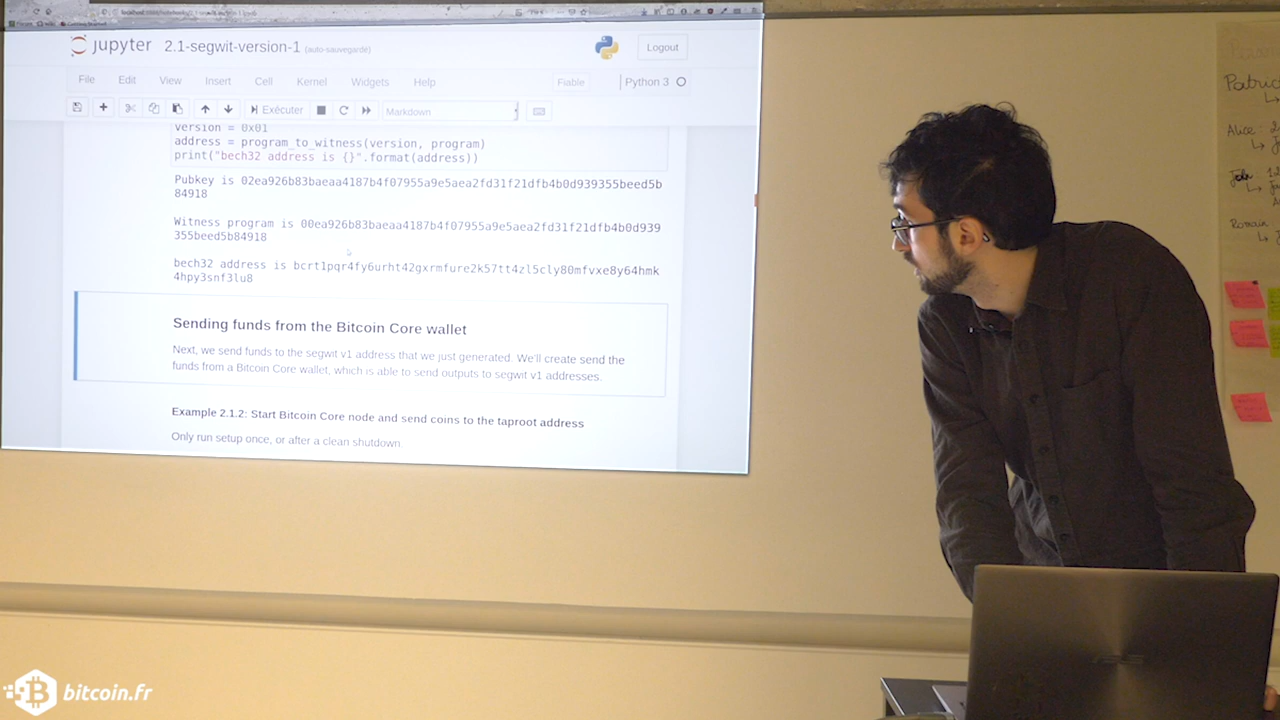 jupyter 2.1-segwit-version-1 (auto-sauvegardé)
Logout
File Edit View Insert Cell Kernel Widgets Help
Fiable
Python 3
Exécuter
Markdown
version = 0x01
address = program_to_witness(version, program)
print("bech32 address is {}".format(address))
Pubkey is 02ea926b83baeaa4187b4f07955a9e5aea2fd31f21dfb4b0d939355beed5b
84918
Witness program is 00ea926b83baeaa4187b4f07955a9e5aea2fd31f21dfb4b0d939
355beed5b84918
bech32 address is bcrt1pqr4fy6urht42gxrmfure2k57tt4zl5cly80mfvxe8y64hmk
4hpy3snf3lu8
Sending funds from the Bitcoin Core wallet
Next, we send funds to the segwit v1 address that we just generated. We'll create send the
funds from a Bitcoin Core wallet, which is able to send outputs to segwit v1 addresses.
Example 2.1.2: Start Bitcoin Core node and send coins to the taproot address
Only run setup once, or after a clean shutdown.
Patric
Alice :
Romain
ASUS
bitcoin.fr